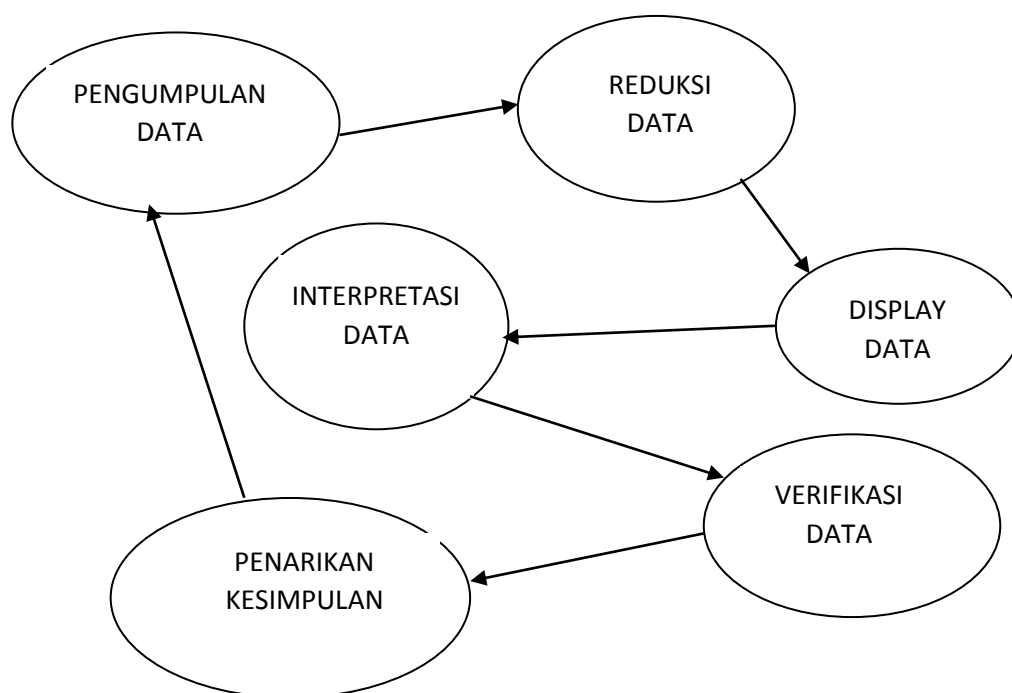 PENGUMPULAN
DATA
REDUKSI
DATA
DISPLAY
DATA
INTERPRETASI
DATA
VERIFIKASI
DATA
PENARIKAN
KESIMPULAN